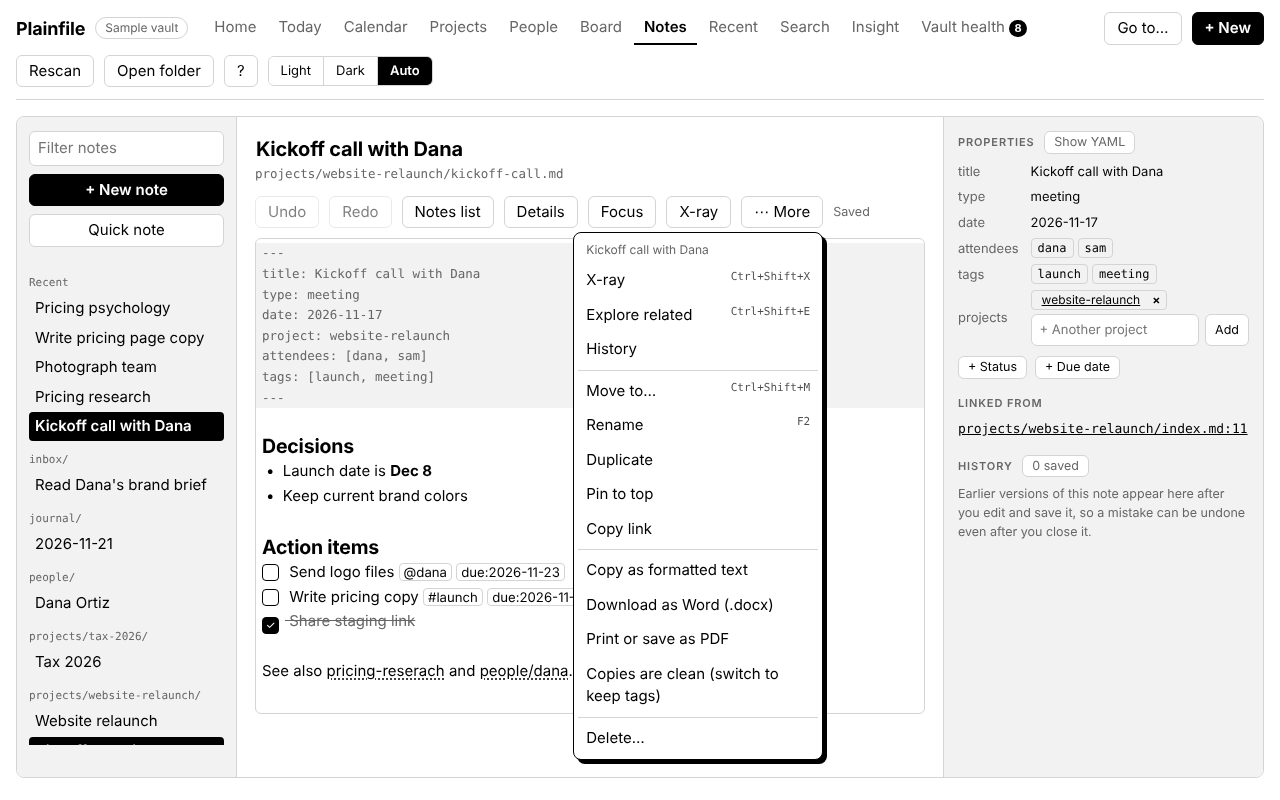 Plainfile Sample vault Home Today Calendar Projects People Board Notes Recent Search Insight Vault health 8 Go to... + New
Rescan Open folder ? Light Dark Auto
Filter notes
+ New note
Quick note
Recent
Pricing psychology
Write pricing page copy
Photograph team
Pricing research
Kickoff call with Dana
inbox/
Read Dana's brand brief
journal/
2026-11-21
people/
Dana Ortiz
projects/tax-2026/
Tax 2026
projects/website-relaunch/
Website relaunch
Kickoff call with Dana
projects/website-relaunch/kickoff-call.md
Undo Redo Notes list Details Focus X-ray ··· More Saved
---
title: Kickoff call with Dana
type: meeting
date: 2026-11-17
project: website-relaunch
attendees: [dana, sam]
tags: [launch, meeting]
---
Decisions
• Launch date is Dec 8
• Keep current brand colors
Action items
Send logo files @dana due:2026-11-23
Write pricing copy #launch due:2026-11-
Share staging link
See also pricing-reserach and people/dana.
Kickoff call with Dana
X-ray Ctrl+Shift+X
Explore related Ctrl+Shift+E
History
Move to... Ctrl+Shift+M
Rename F2
Duplicate
Pin to top
Copy link
Copy as formatted text
Download as Word (.docx)
Print or save as PDF
Copies are clean (switch to
keep tags)
Delete...
PROPERTIES Show YAML
title Kickoff call with Dana
type meeting
date 2026-11-17
attendees dana sam
tags launch meeting
projects website-relaunch ×
+ Another project Add
+ Status + Due date
LINKED FROM
projects/website-relaunch/index.md:11
HISTORY 0 saved
Earlier versions of this note appear here after
you edit and save it, so a mistake can be undone
even after you close it.